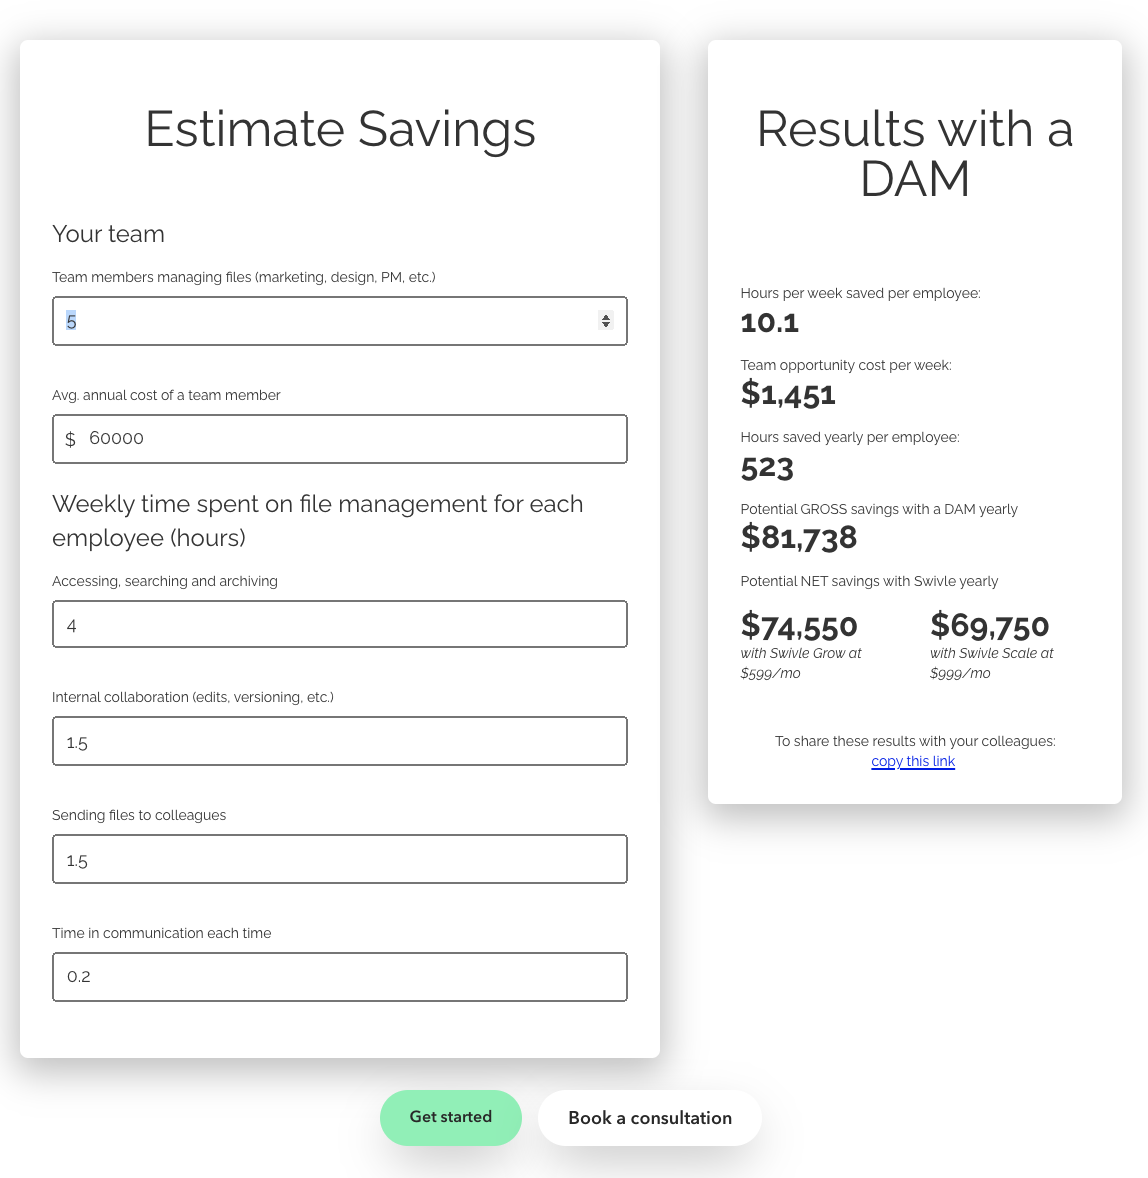 Estimate Savings
Your team
Team members managing files (marketing, design, PM, etc.)
5
Avg. annual cost of a team member
$ 60000
Weekly time spent on file management for each
employee (hours)
Accessing, searching and archiving
4
Internal collaboration (edits, versioning, etc.)
1.5
Sending files to colleagues
1.5
Time in communication each time
0.2
Results with a
DAM
Hours per week saved per employee:
10.1
Team opportunity cost per week:
$1,451
Hours saved yearly per employee:
523
Potential GROSS savings with a DAM yearly
$81,738
Potential NET savings with Swivle yearly
$74,550
with Swivle Grow at
$599/mo
$69,750
with Swivle Scale at
$999/mo
To share these results with your colleagues:
copy this link
Get started
Book a consultation